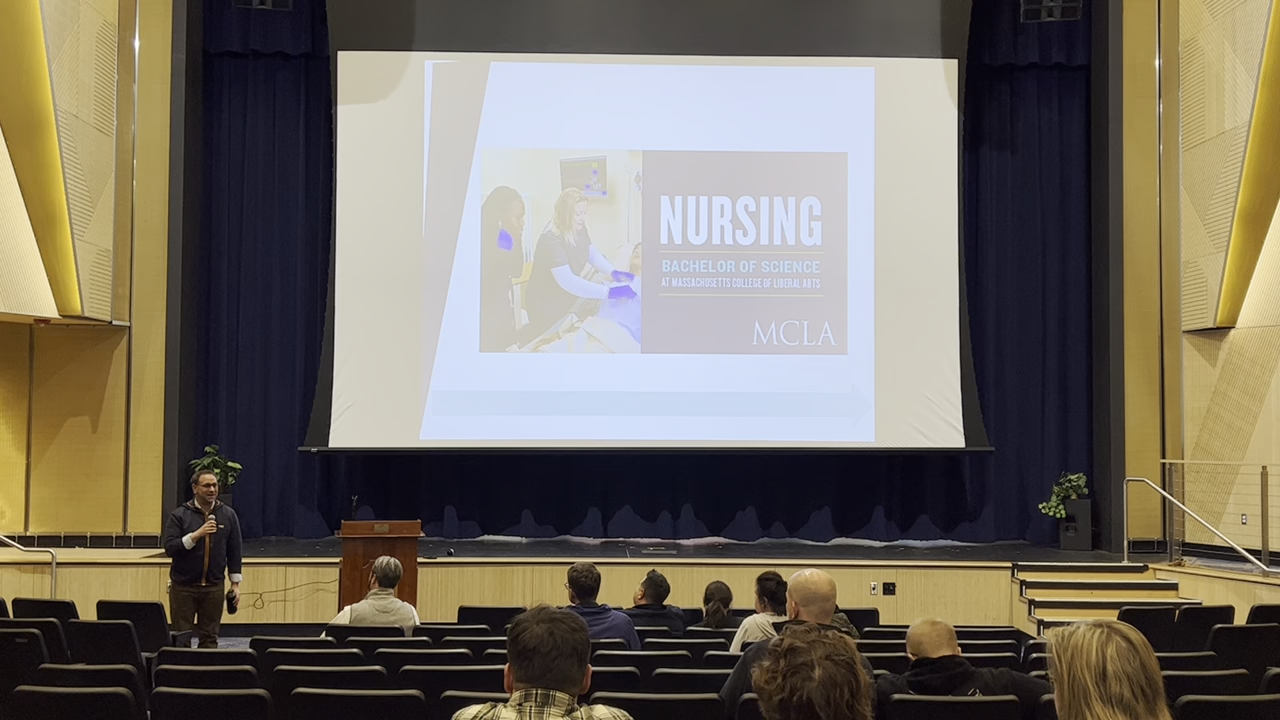 NURSING
BACHELOR OF SCIENCE
AT MASSACHUSETTS COLLEGE OF LIBERAL ARTS
MCLA